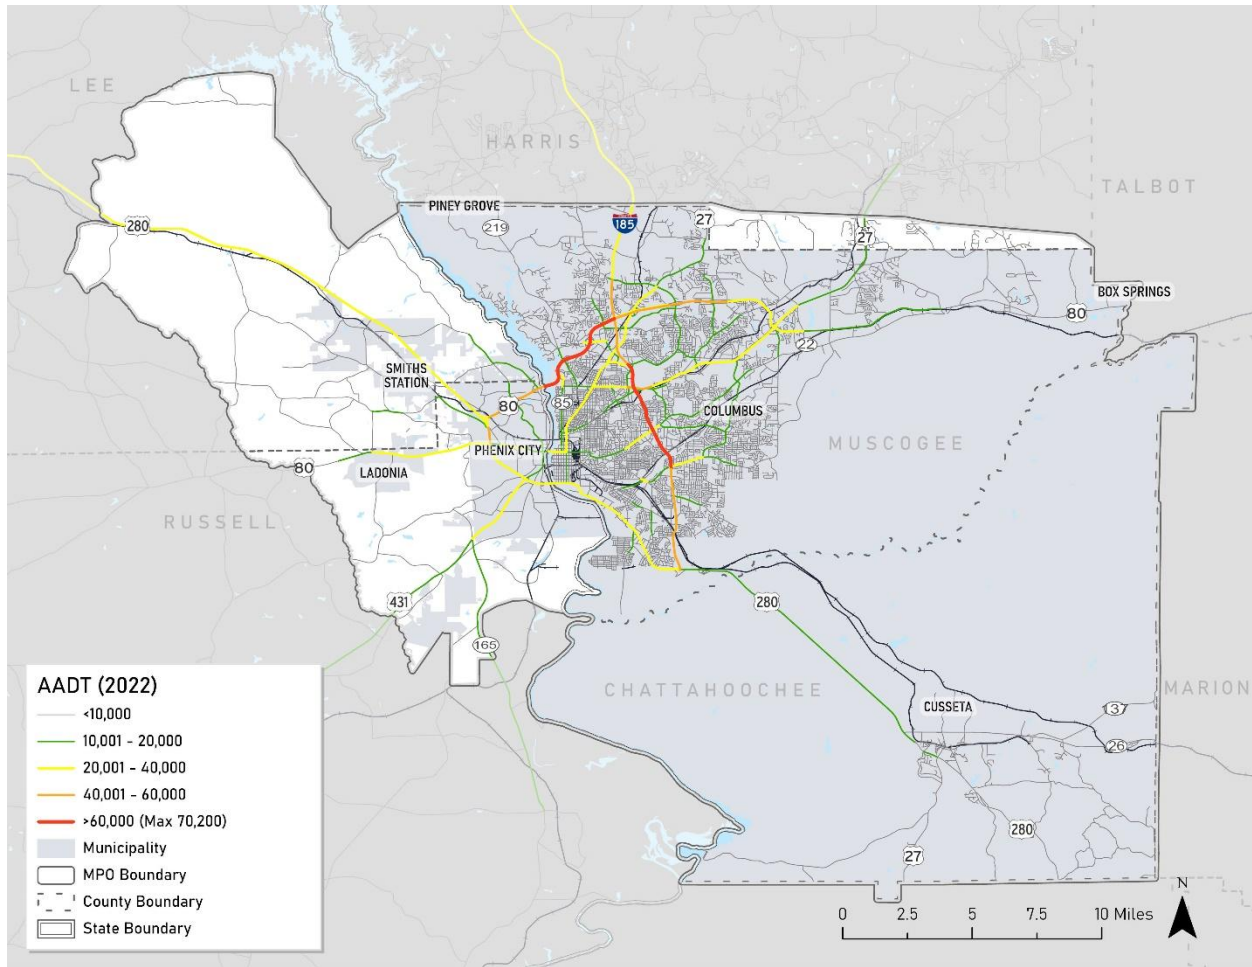 LEE
HARRIS
TALBOT
PINEY GROVE
219
185
27
27
280
BOX SPRINGS
80
22
SMITHS
STATION
80
85
COLUMBUS
MUSCOGEE
PHENIX CITY
80
LADONIA
RUSSELL
431
280
165
CHATTAHOOCHEE
MARION
CUSSETA
137
26
280
27
AADT (2022)
<10,000
10,001 - 20,000
20,001 - 40,000
40,001 - 60,000
>60,000 (Max 70,200)
Municipality
MPO Boundary
County Boundary
State Boundary
N
0 2.5 5 7.5 10 Miles